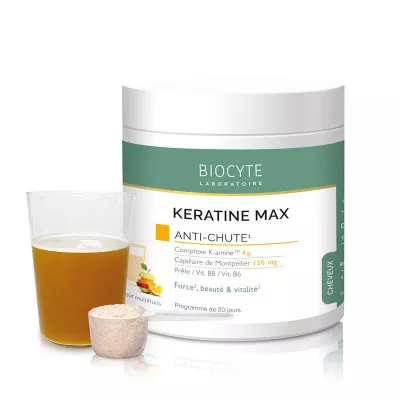 BIOCYTE
LABORATOIRE
KERATINE MAX
ANTI-CHUTE¹
Complexe K-amine™ 4g
Capillaire de Montpellier 150 mg
Prêle / Vit. B8 / Vit. B6
Force², beauté & vitalité²
multifruits
Programme de 20 jours
CHEVEUX